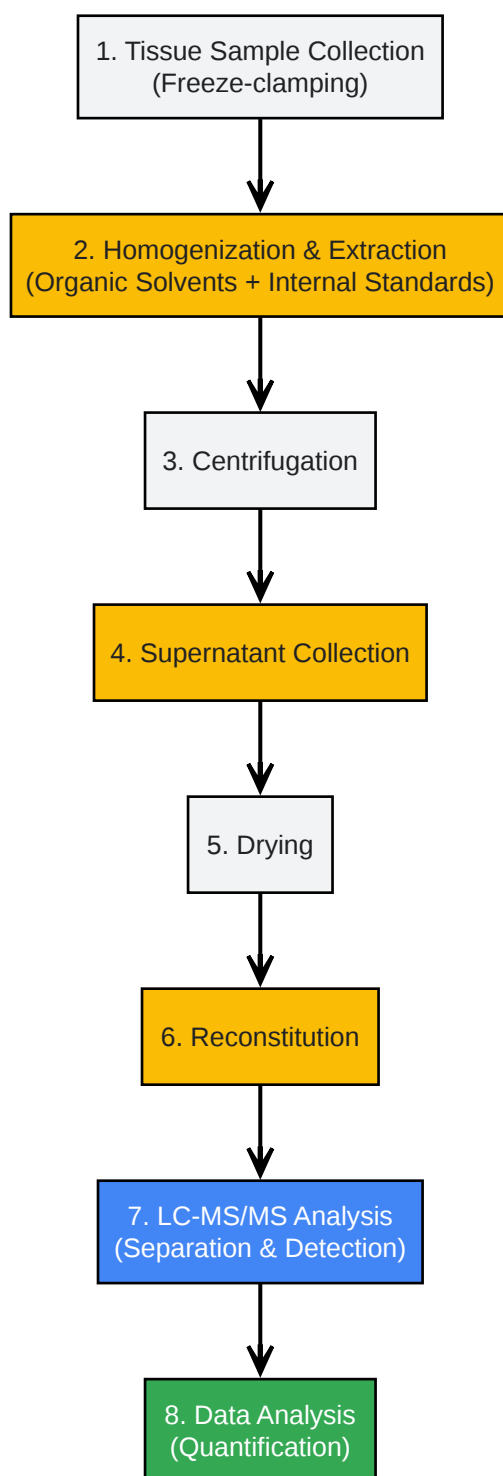 1. Tissue Sample Collection
(Freeze-clamping)
2. Homogenization & Extraction
(Organic Solvents + Internal Standards)
3. Centrifugation
4. Supernatant Collection
5. Drying
6. Reconstitution
7. LC-MS/MS Analysis
(Separation & Detection)
8. Data Analysis
(Quantification)